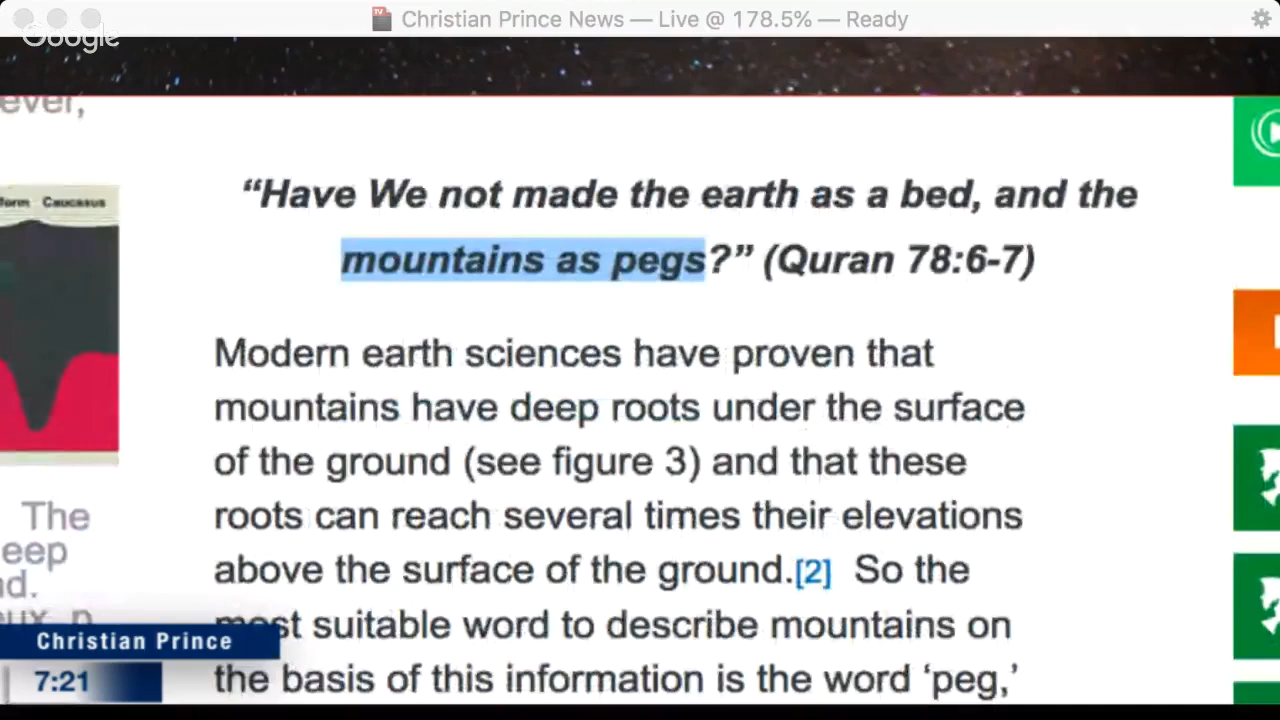 Christian Prince News — Live @ 178.5% — Ready
Google
ever,
form Caucasus
“Have We not made the earth as a bed, and the
mountains as pegs?” (Quran 78:6-7)
Modern earth sciences have proven that
mountains have deep roots under the surface
of the ground (see figure 3) and that these
roots can reach several times their elevations
above the surface of the ground.[2] So the
most suitable word to describe mountains on
the basis of this information is the word ‘peg,’
The
eep
nd.
Christian Prince
7:21